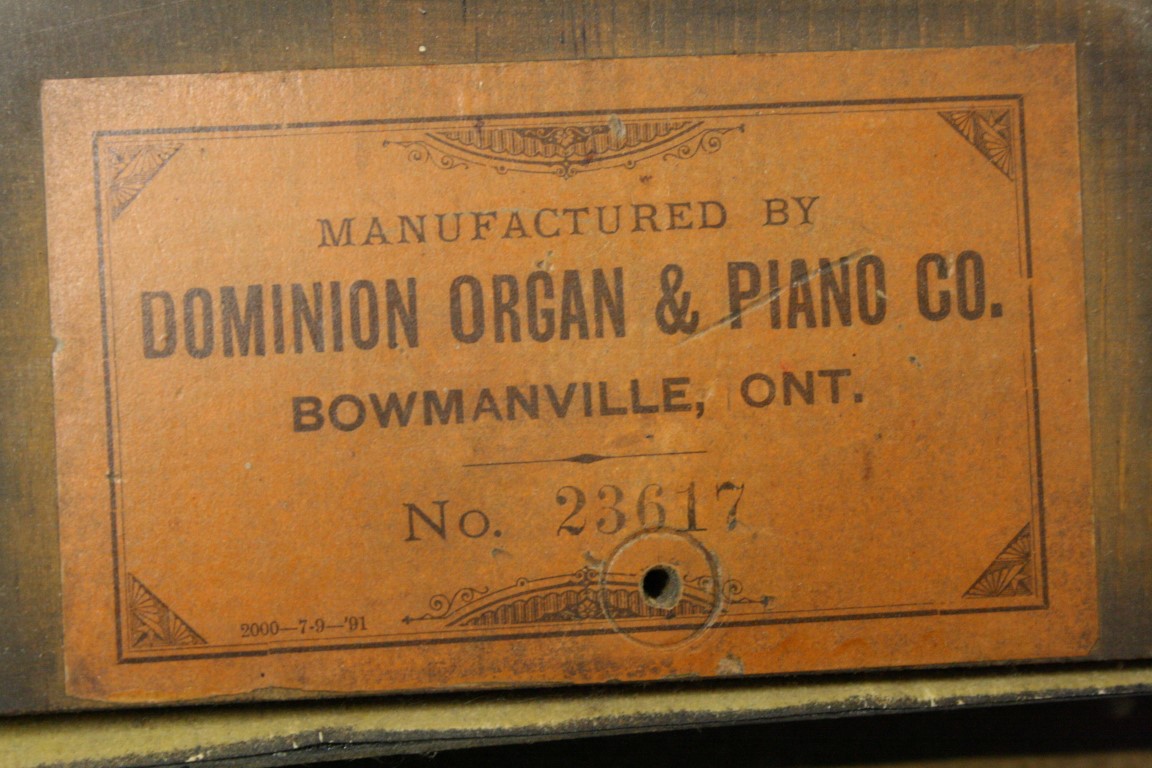 MANUFACTURED BY
DOMINION ORGAN & PIANO CO.
BOWMANVILLE, ONT.
No. 23617
2000—7-9—'91